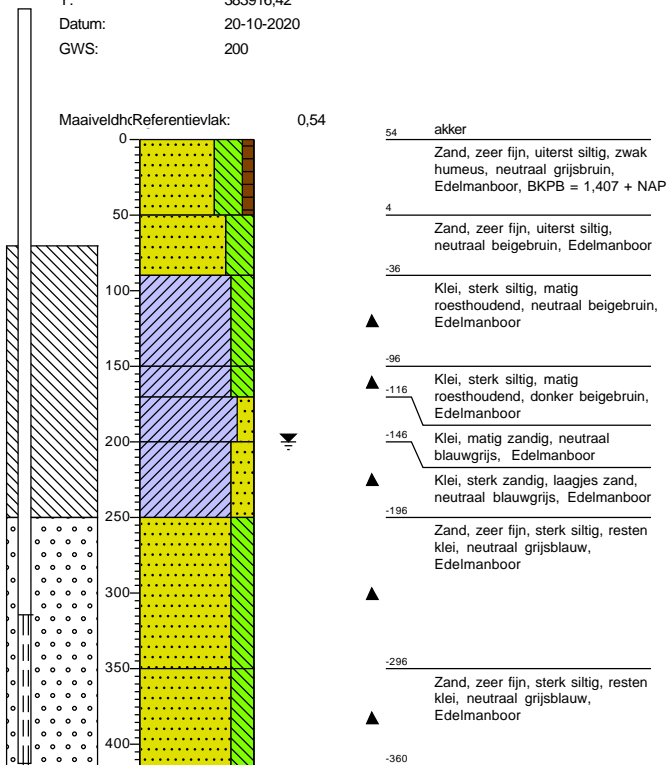 Datum: 20-10-2020
GWS: 200
Referentievlak: 0,54
0
50
100
150
200
250
300
350
400
54 akker
Zand, zeer fijn, uiterst siltig, zwak
humeus, neutraal grijsbruin,
Edelmanboor, BKPB = 1,407 + NAP
4
Zand, zeer fijn, uiterst siltig,
neutraal beigebruin, Edelmanboor
-36
Klei, sterk siltig, matig
roesthoudend, neutraal beigebruin,
Edelmanboor
-96
Klei, sterk siltig, matig
roesthoudend, donker beigebruin,
Edelmanboor
-116
Klei, matig zandig, neutraal
blauwgrijs, Edelmanboor
-146
Klei, sterk zandig, laagjes zand,
neutraal blauwgrijs, Edelmanboor
-196
Zand, zeer fijn, sterk siltig, resten
klei, neutraal grijsblauw,
Edelmanboor
-296
Zand, zeer fijn, sterk siltig, resten
klei, neutraal grijsblauw,
Edelmanboor
-360